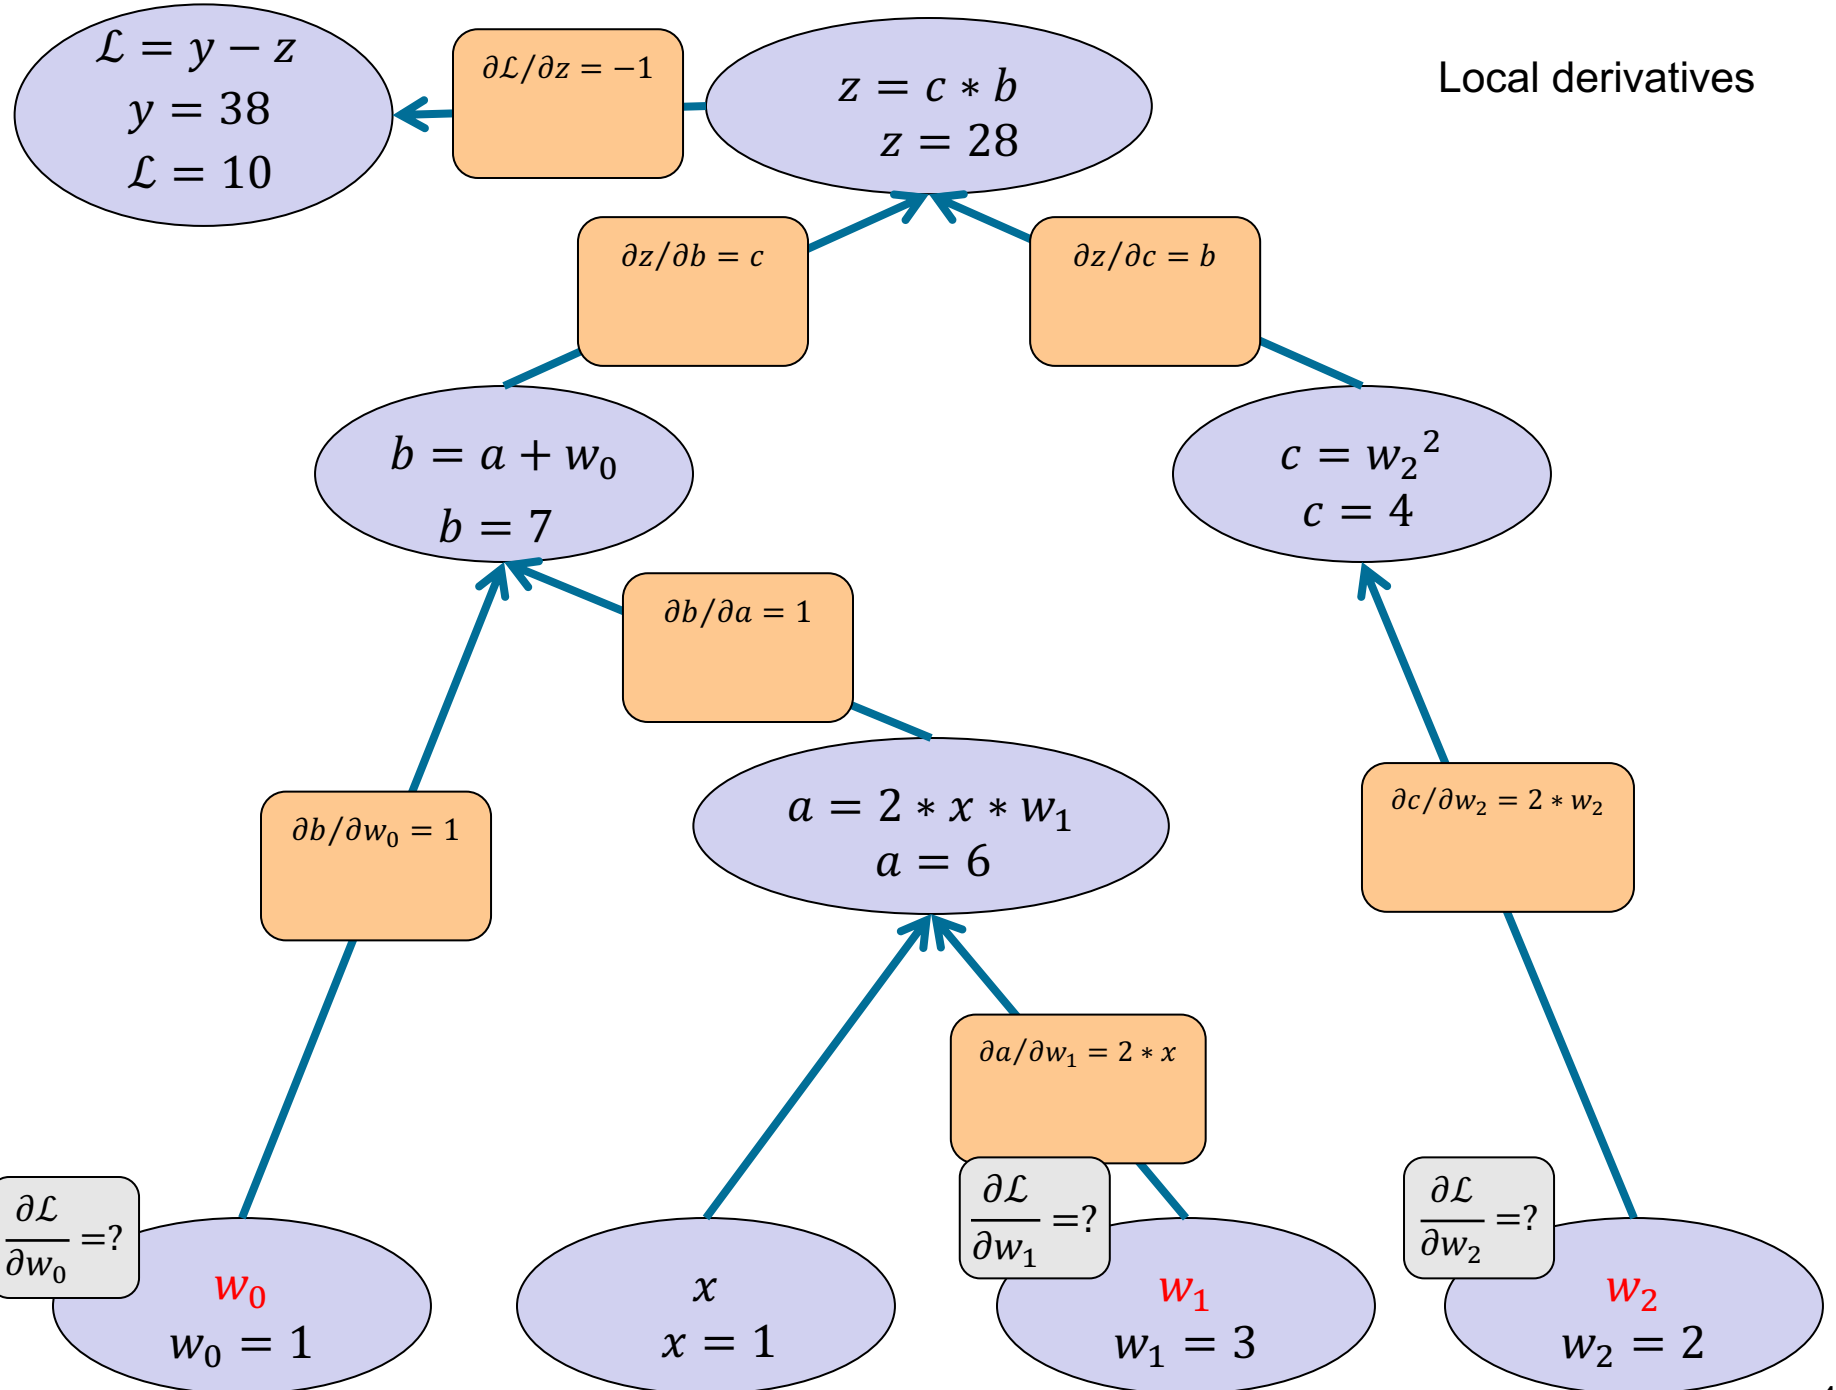 Local derivatives
ℒ = y − z
y = 38
ℒ = 10
∂ℒ/∂z = −1
z = c ∗ b
z = 28
∂z/∂b = c
∂z/∂c = b
b = a + w₀
b = 7
c = w₂²
c = 4
∂b/∂a = 1
∂b/∂w₀ = 1
a = 2 ∗ x ∗ w₁
a = 6
∂c/∂w₂ = 2 ∗ w₂
∂a/∂w₁ = 2 ∗ x
∂ℒ/∂w₀ =?
w₀
w₀ = 1
x
x = 1
∂ℒ/∂w₁ =?
w₁
w₁ = 3
∂ℒ/∂w₂ =?
w₂
w₂ = 2